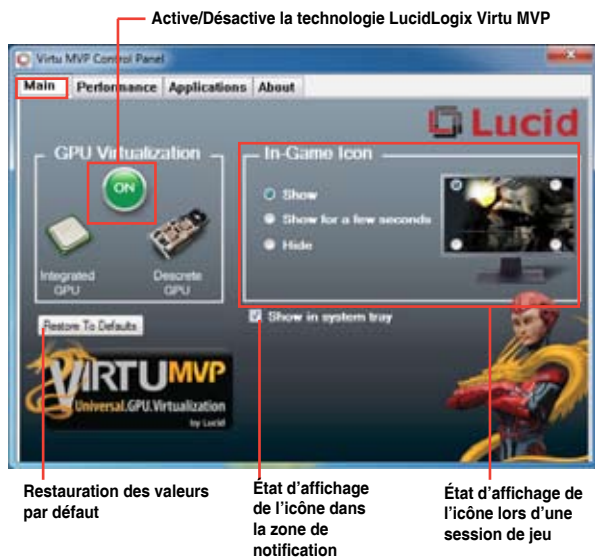 Active/Désactive la technologie LucidLogix Virtu MVP
Virtu MVP Control Panel
Main Performance Applications About
Lucid
GPU Virtualization
ON
Integrated GPU
Descrete GPU
In-Game Icon
Show
Show for a few seconds
Hide
Restore To Defaults
Show in system tray
VIRTU MVP
Universal.GPU.Virtualization
by Lucid
Restauration des valeurs
par défaut
État d'affichage
de l'icône dans
la zone de
notification
État d'affichage de
l'icône lors d'une
session de jeu